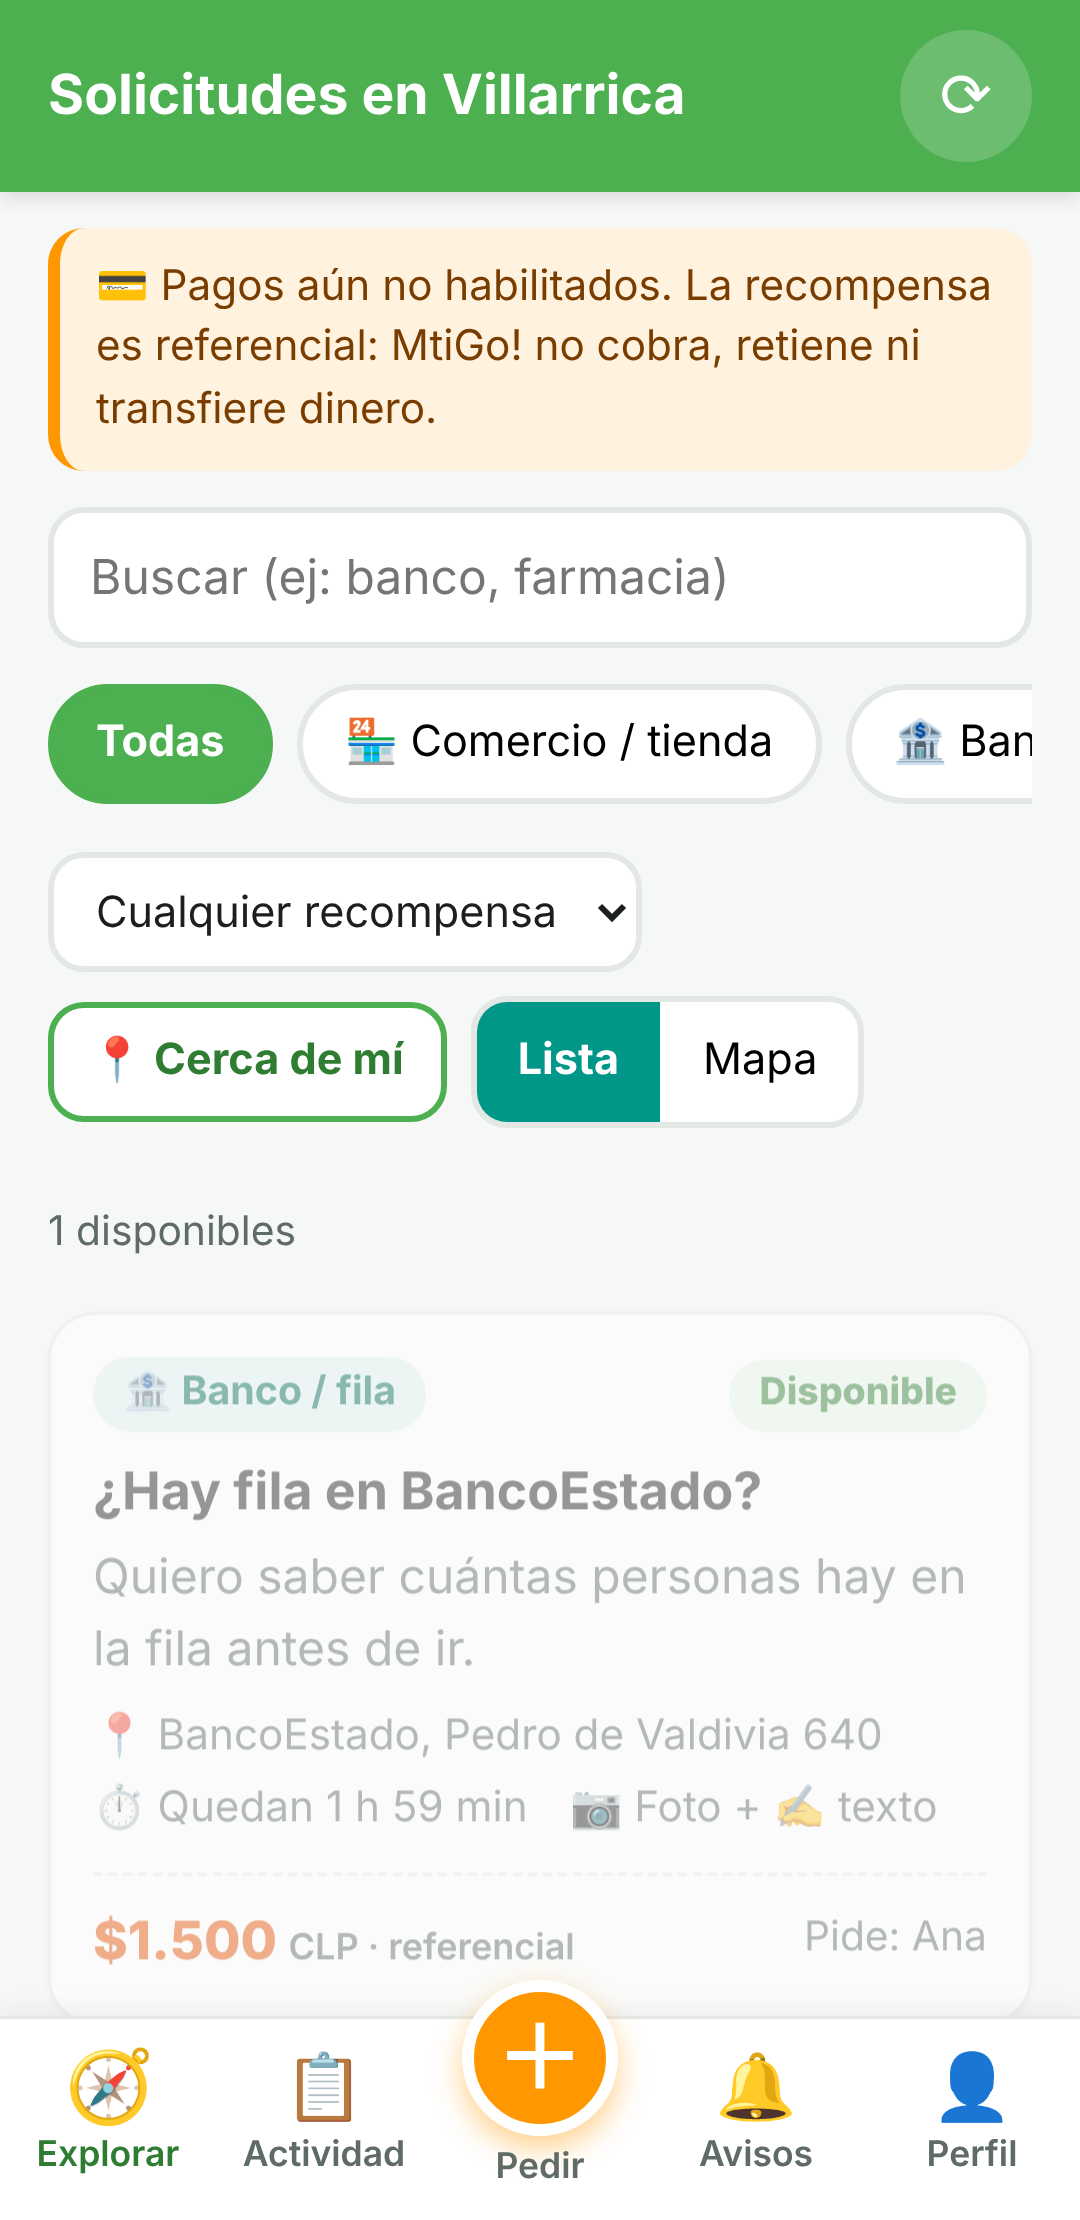 Solicitudes en Villarrica
💳 Pagos aún no habilitados. La recompensa
es referencial: MtiGo! no cobra, retiene ni
transfiere dinero.
Buscar (ej: banco, farmacia)
Todas
🏪 Comercio / tienda
🏦 Ban
Cualquier recompensa
📍 Cerca de mí
Lista
Mapa
1 disponibles
🏦 Banco / fila
Disponible
¿Hay fila en BancoEstado?
Quiero saber cuántas personas hay en
la fila antes de ir.
📍 BancoEstado, Pedro de Valdivia 640
⏱️ Quedan 1 h 59 min 📷 Foto + ✍️ texto
$1.500 CLP · referencial
Pide: Ana
Explorar
Actividad
Pedir
Avisos
Perfil